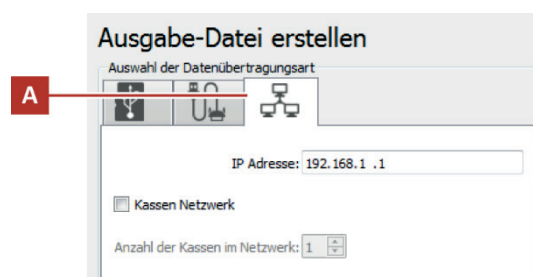 Ausgabe-Datei erstellen
Auswahl der Datenübertragungsart
A
IP Adresse: 192.168.1 .1
Kassen Netzwerk
Anzahl der Kassen im Netzwerk: 1